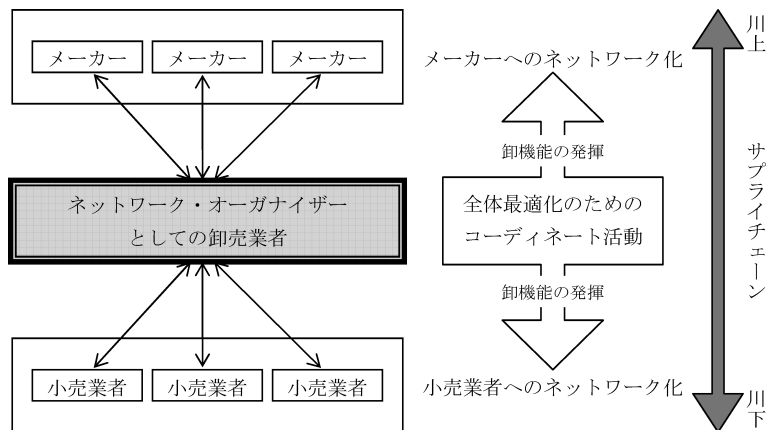 メーカー
メーカー
メーカー
ネットワーク・オーガナイザー
としての卸売業者
小売業者
小売業者
小売業者
メーカーへのネットワーク化
卸機能の発揮
全体最適化のための
コーディネート活動
卸機能の発揮
小売業者へのネットワーク化
川上
サプライチェーン
川下